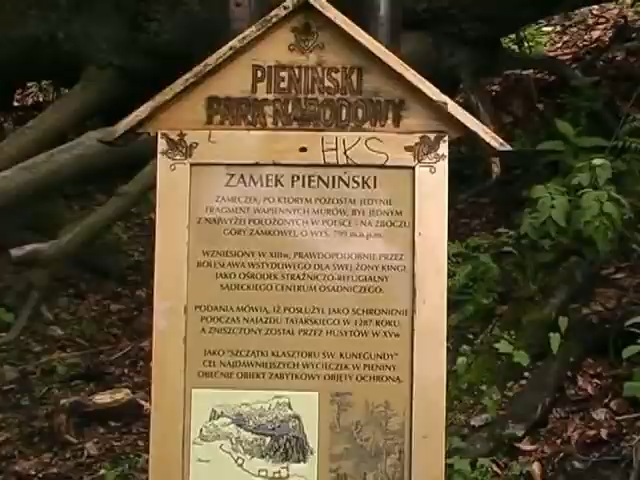 PIENIŃSKI
PARK NARODOWY
HKS
ZAMEK PIENIŃSKI
ZAMECZEK, PO KTÓRYM POZOSTAŁ JEDYNIE
FRAGMENT WAPIENNYCH MURÓW, BYŁ JEDNYM
Z NAJWYŻEJ POŁOŻONYCH W POLSCE - NA ZBOCZU
GÓRY ZAMKOWEJ, O WYS. 799 m.n.p.m.
WZNIESIONY W XIIIw. PRAWDOPODOBNIE PRZEZ
BOLESŁAWA WSTYDLIWEGO DLA SWEJ ŻONY KINGI
JAKO OŚRODEK STRAŻNICZO-REFUGIALNY
SĄDECKIEGO CENTRUM OSADNICZEGO.
PODANIA MÓWIĄ, IŻ POSŁUŻYŁ JAKO SCHRONIENIE
PODCZAS NAJAZDU TATARSKIEGO W 1287 ROKU
A ZNISZCZONY ZOSTAŁ PRZEZ HUSYTÓW W XVw.
JAKO "SZCZĄTKI KLASZTORU ŚW. KUNEGUNDY"
CEL NAJDAWNIEJSZYCH WYCIECZEK W PIENINY
OBECNIE OBIEKT ZABYTKOWY OBJĘTY OCHRONĄ.